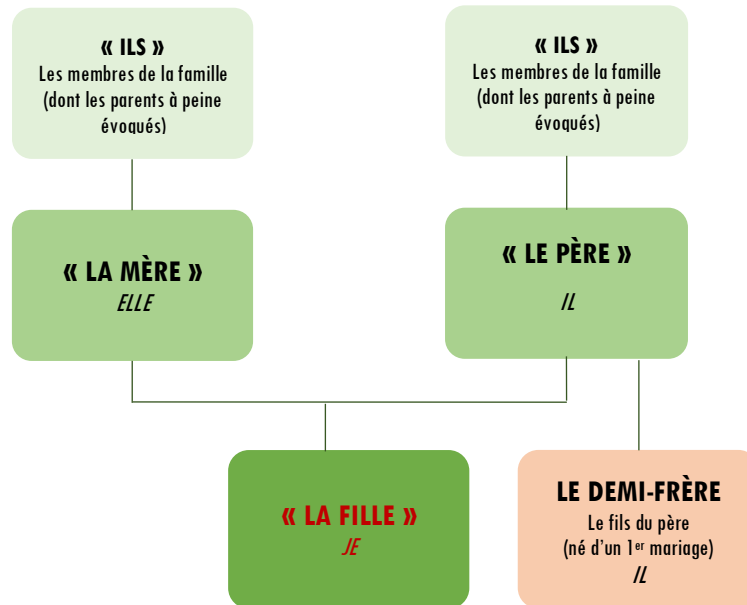 « ILS »
Les membres de la famille
(dont les parents à peine
évoqués)
« ILS »
Les membres de la famille
(dont les parents à peine
évoqués)
« LA MÈRE »
ELLE
« LE PÈRE »
IL
« LA FILLE »
JE
LE DEMI-FRÈRE
Le fils du père
(né d'un 1er mariage)
IL